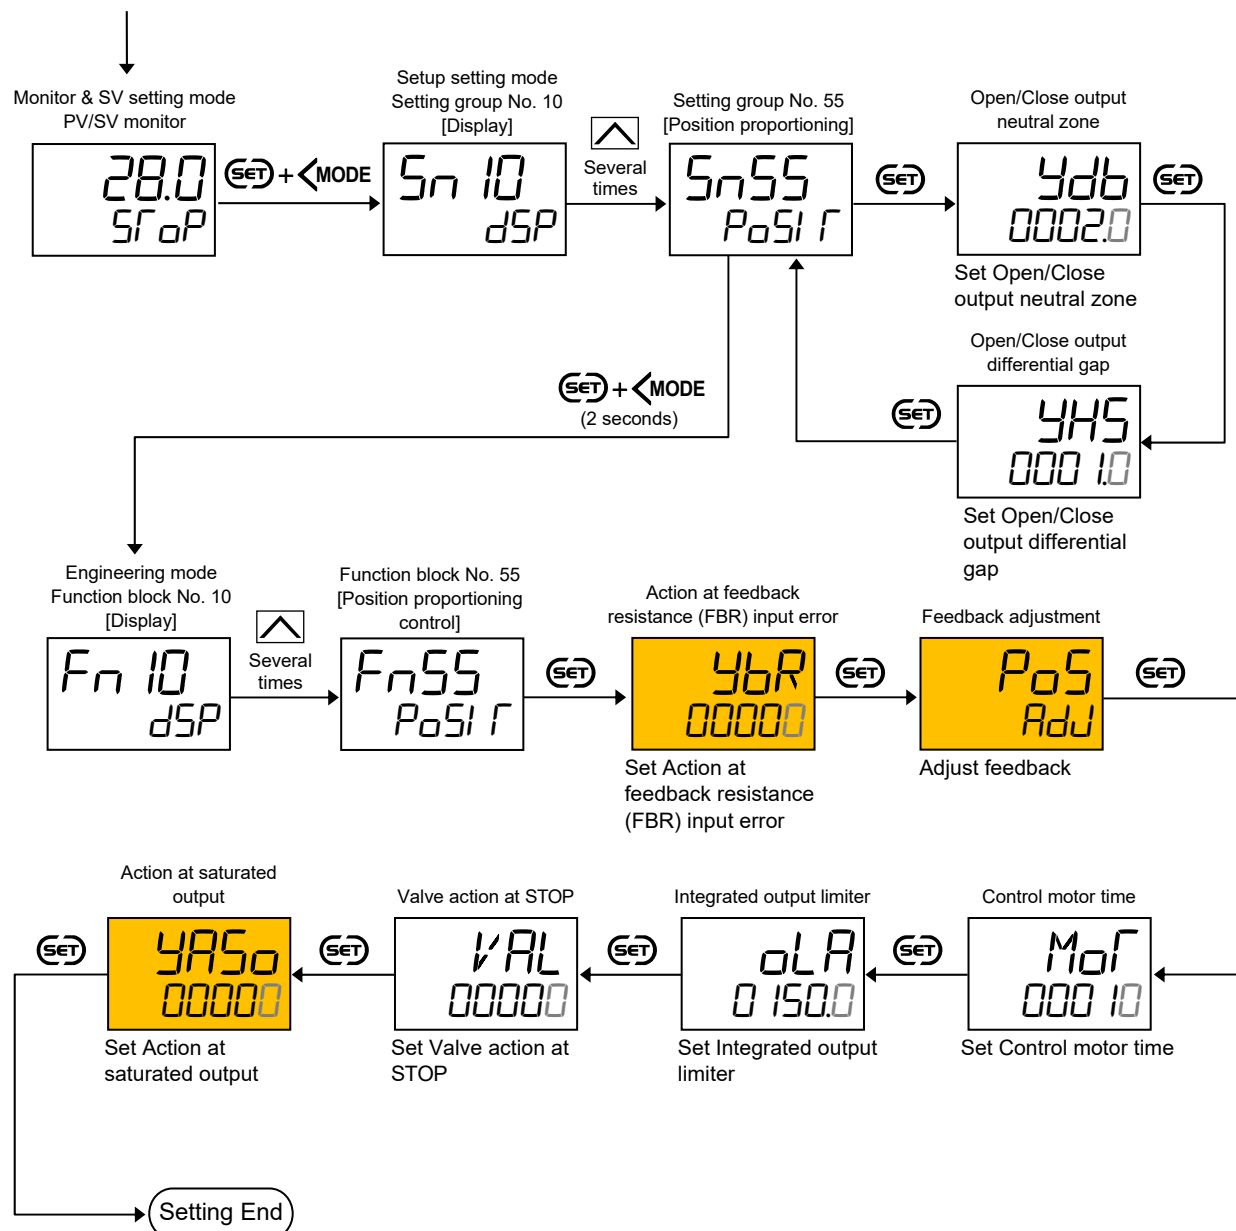 Monitor & SV setting mode
PV/SV monitor
28.0
SToP
SET + <MODE
Setup setting mode
Setting group No. 10
[Display]
Sn 10
dSP
Several
times
Setting group No. 55
[Position proportioning]
Sn55
PoSIT
SET
Open/Close output
neutral zone
Ydb
0002.0
Set Open/Close
output neutral zone
SET
Open/Close output
differential gap
YHS
0001.0
Set Open/Close
output differential
gap
SET
SET + <MODE
(2 seconds)
Engineering mode
Function block No. 10
[Display]
Fn 10
dSP
Several
times
Function block No. 55
[Position proportioning
control]
Fn55
PoSIT
SET
Action at feedback
resistance (FBR) input error
YbR
00000
Set Action at
feedback resistance
(FBR) input error
SET
Feedback adjustment
PoS
AdJ
Adjust feedback
SET
Control motor time
MoT
00010
Set Control motor time
SET
Integrated output limiter
oLA
0150.0
Set Integrated output
limiter
SET
Valve action at STOP
VAL
00000
Set Valve action at
STOP
SET
Action at saturated
output
YASo
00000
Set Action at
saturated output
SET
Setting End